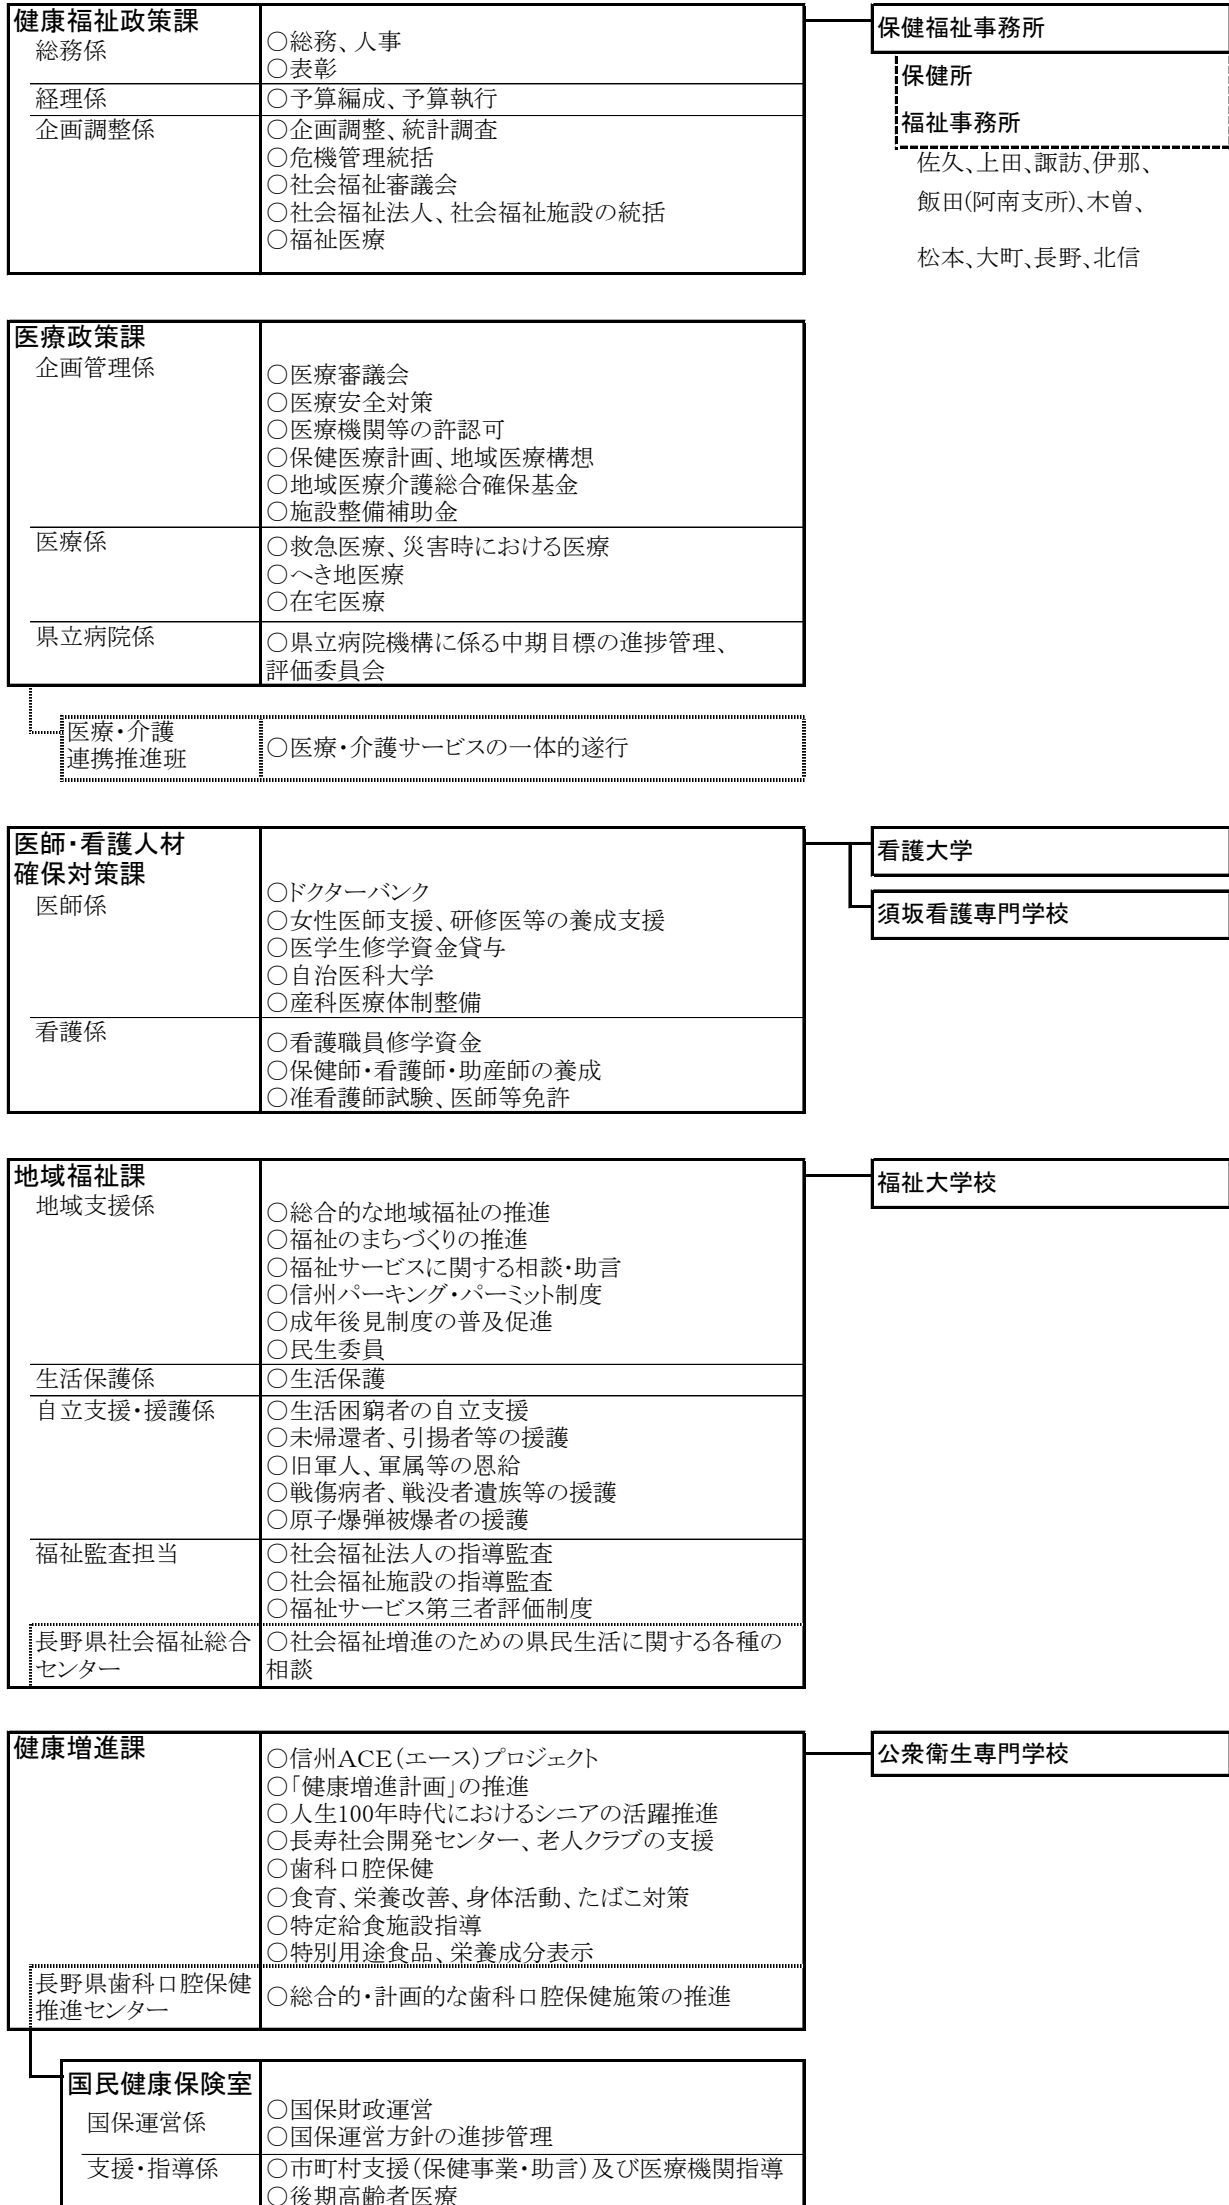 健康福祉政策課
総務係
○総務、人事
○表彰
経理係
○予算編成、予算執行
企画調整係
○企画調整、統計調査
○危機管理統括
○社会福祉審議会
○社会福祉法人、社会福祉施設の統括
○福祉医療
保健福祉事務所
保健所
福祉事務所
佐久、上田、諏訪、伊那、
飯田(阿南支所)、木曽、
松本、大町、長野、北信
医療政策課
企画管理係
○医療審議会
○医療安全対策
○医療機関等の許認可
○保健医療計画、地域医療構想
○地域医療介護総合確保基金
○施設整備補助金
医療係
○救急医療、災害時における医療
○へき地医療
○在宅医療
県立病院係
○県立病院機構に係る中期目標の進捗管理、
評価委員会
医療・介護
連携推進班
○医療・介護サービスの一体的遂行
医師・看護人材
確保対策課
医師係
○ドクターバンク
○女性医師支援、研修医等の養成支援
○医学生修学資金貸与
○自治医科大学
○産科医療体制整備
看護係
○看護職員修学資金
○保健師・看護師・助産師の養成
○准看護師試験、医師等免許
看護大学
須坂看護専門学校
地域福祉課
地域支援係
○総合的な地域福祉の推進
○福祉のまちづくりの推進
○福祉サービスに関する相談・助言
○信州パーキング・パーミット制度
○成年後見制度の普及促進
○民生委員
生活保護係
○生活保護
自立支援・援護係
○生活困窮者の自立支援
○未帰還者、引揚者等の援護
○旧軍人、軍属等の恩給
○戦傷病者、戦没者遺族等の援護
○原子爆弾被爆者の援護
福祉監査担当
○社会福祉法人の指導監査
○社会福祉施設の指導監査
○福祉サービス第三者評価制度
長野県社会福祉総合
センター
○社会福祉増進のための県民生活に関する各種の
相談
福祉大学校
健康増進課
○信州ACE(エース)プロジェクト
○「健康増進計画」の推進
○人生100年時代におけるシニアの活躍推進
○長寿社会開発センター、老人クラブの支援
○歯科口腔保健
○食育、栄養改善、身体活動、たばこ対策
○特定給食施設指導
○特別用途食品、栄養成分表示
長野県歯科口腔保健
推進センター
○総合的・計画的な歯科口腔保健施策の推進
公衆衛生専門学校
国民健康保険室
国保運営係
○国保財政運営
○国保運営方針の進捗管理
支援・指導係
○市町村支援(保健事業・助言)及び医療機関指導
○後期高齢者医療